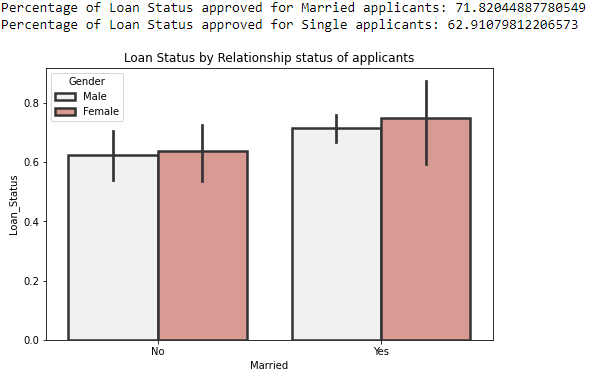 Percentage of Loan Status approved for Married applicants: 71.82044887780549
Percentage of Loan Status approved for Single applicants: 62.91079812206573
Loan Status by Relationship status of applicants
Gender
Male
Female
0.8
0.6
0.4
0.2
0.0
Loan_Status
No
Yes
Married